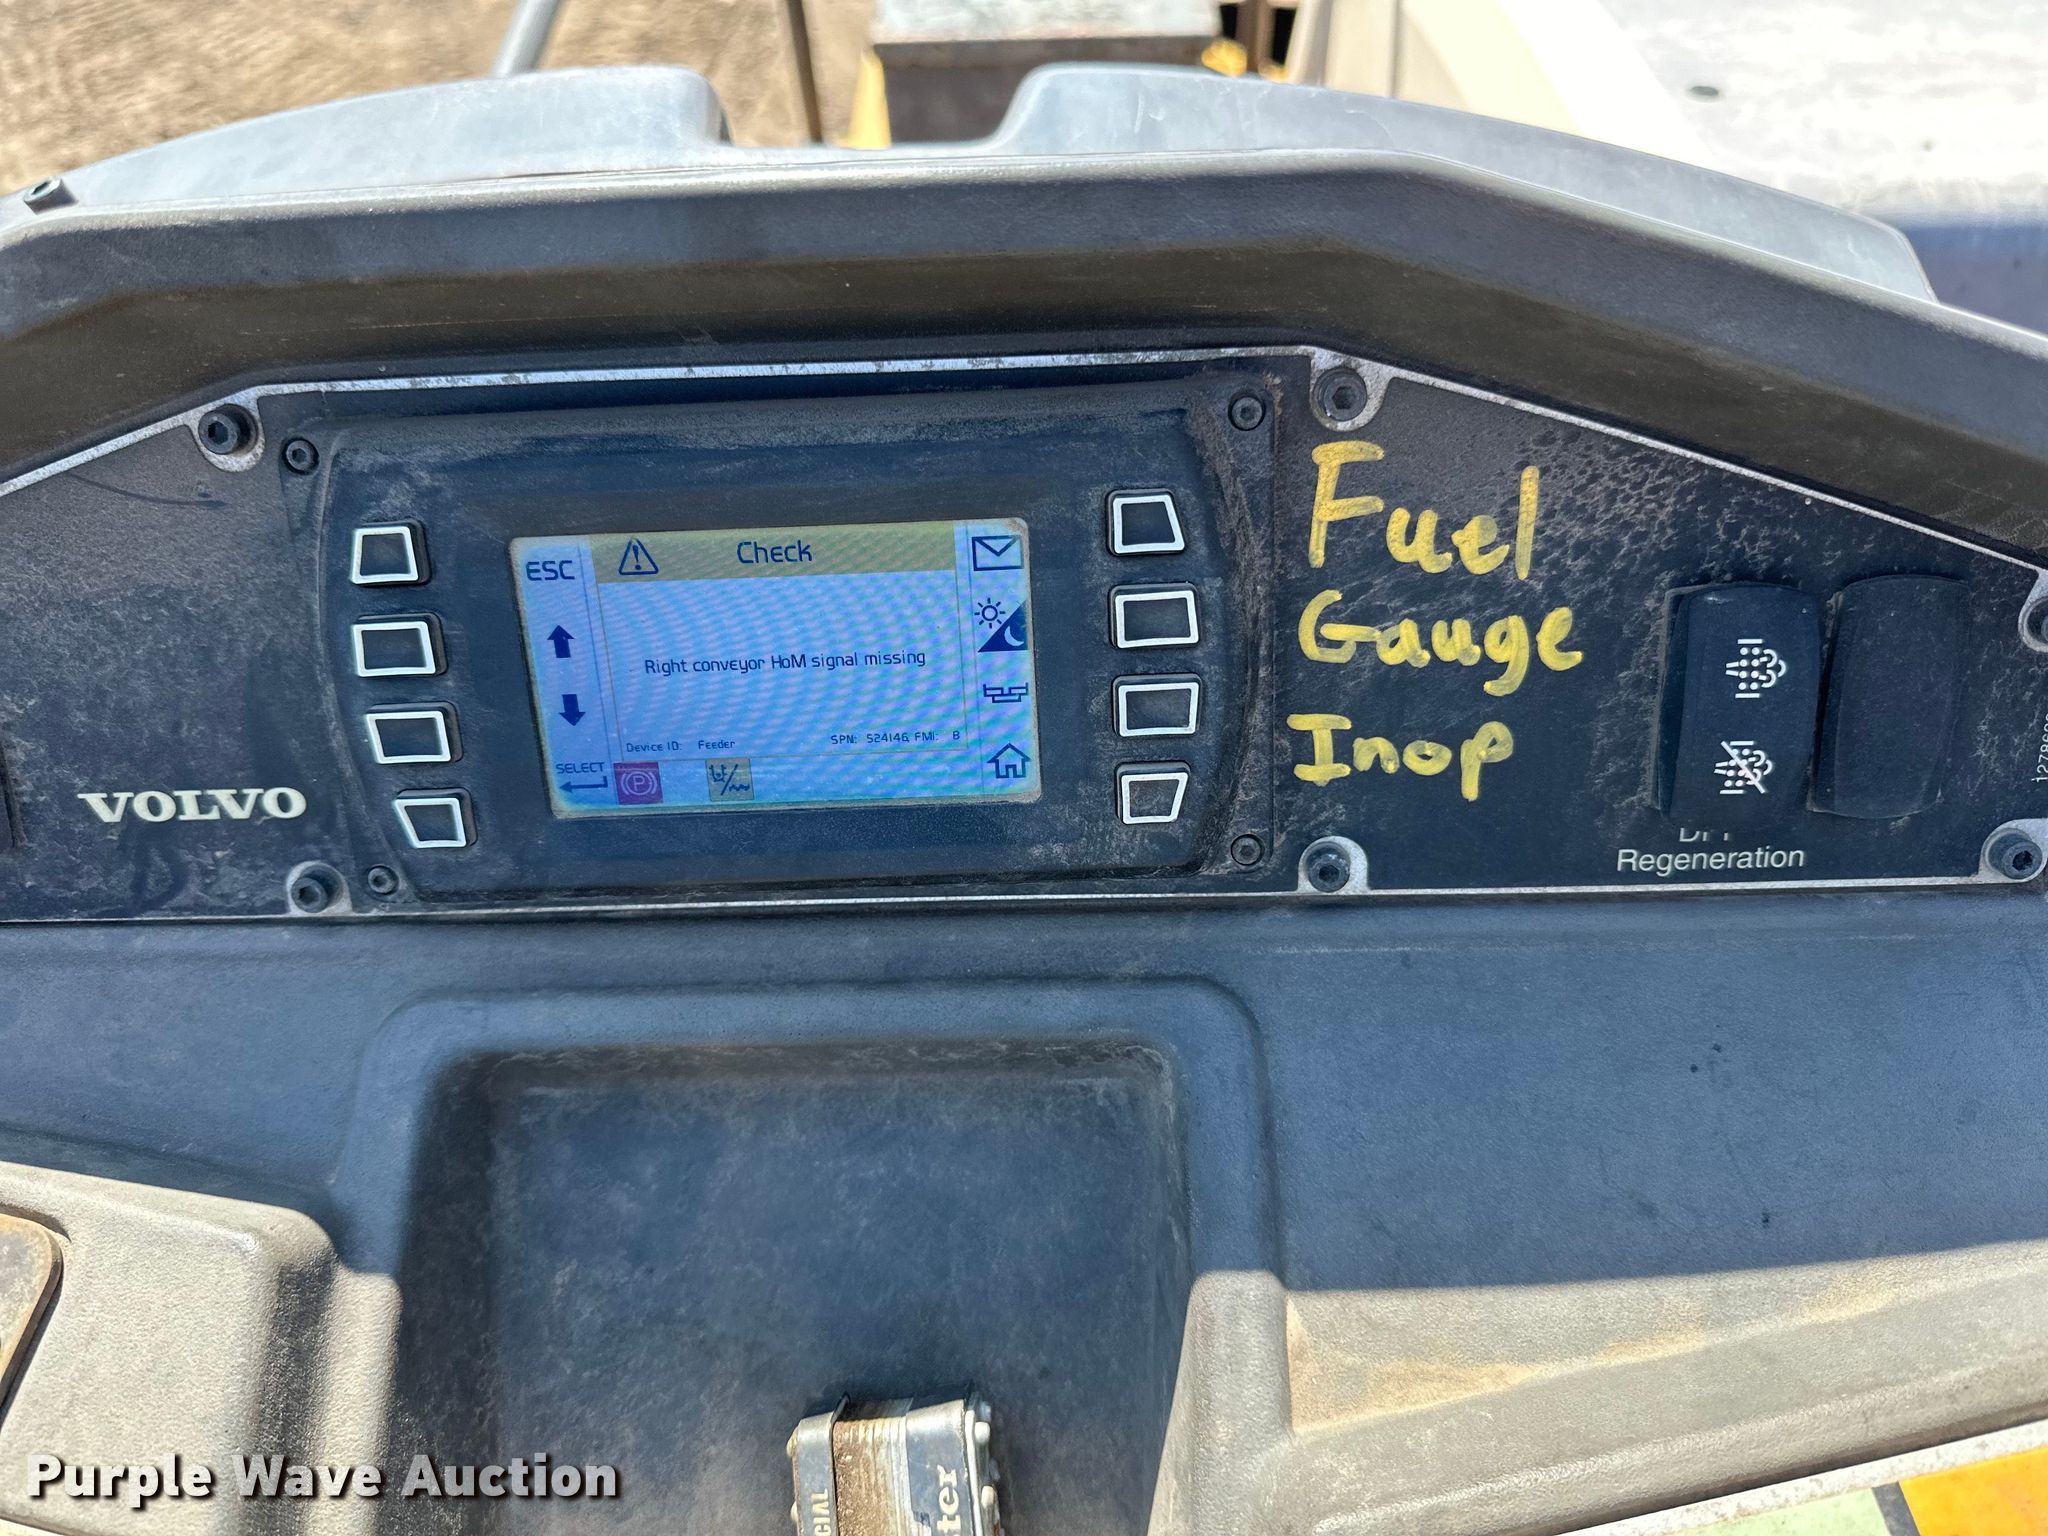 ESC
Check
Right conveyor HoM signal missing
Device ID: Feeder
SPN: 524146, FMI: 8
SELECT
P
VOLVO
Fuel
Gauge
Inop
Regeneration
Purple Wave Auction